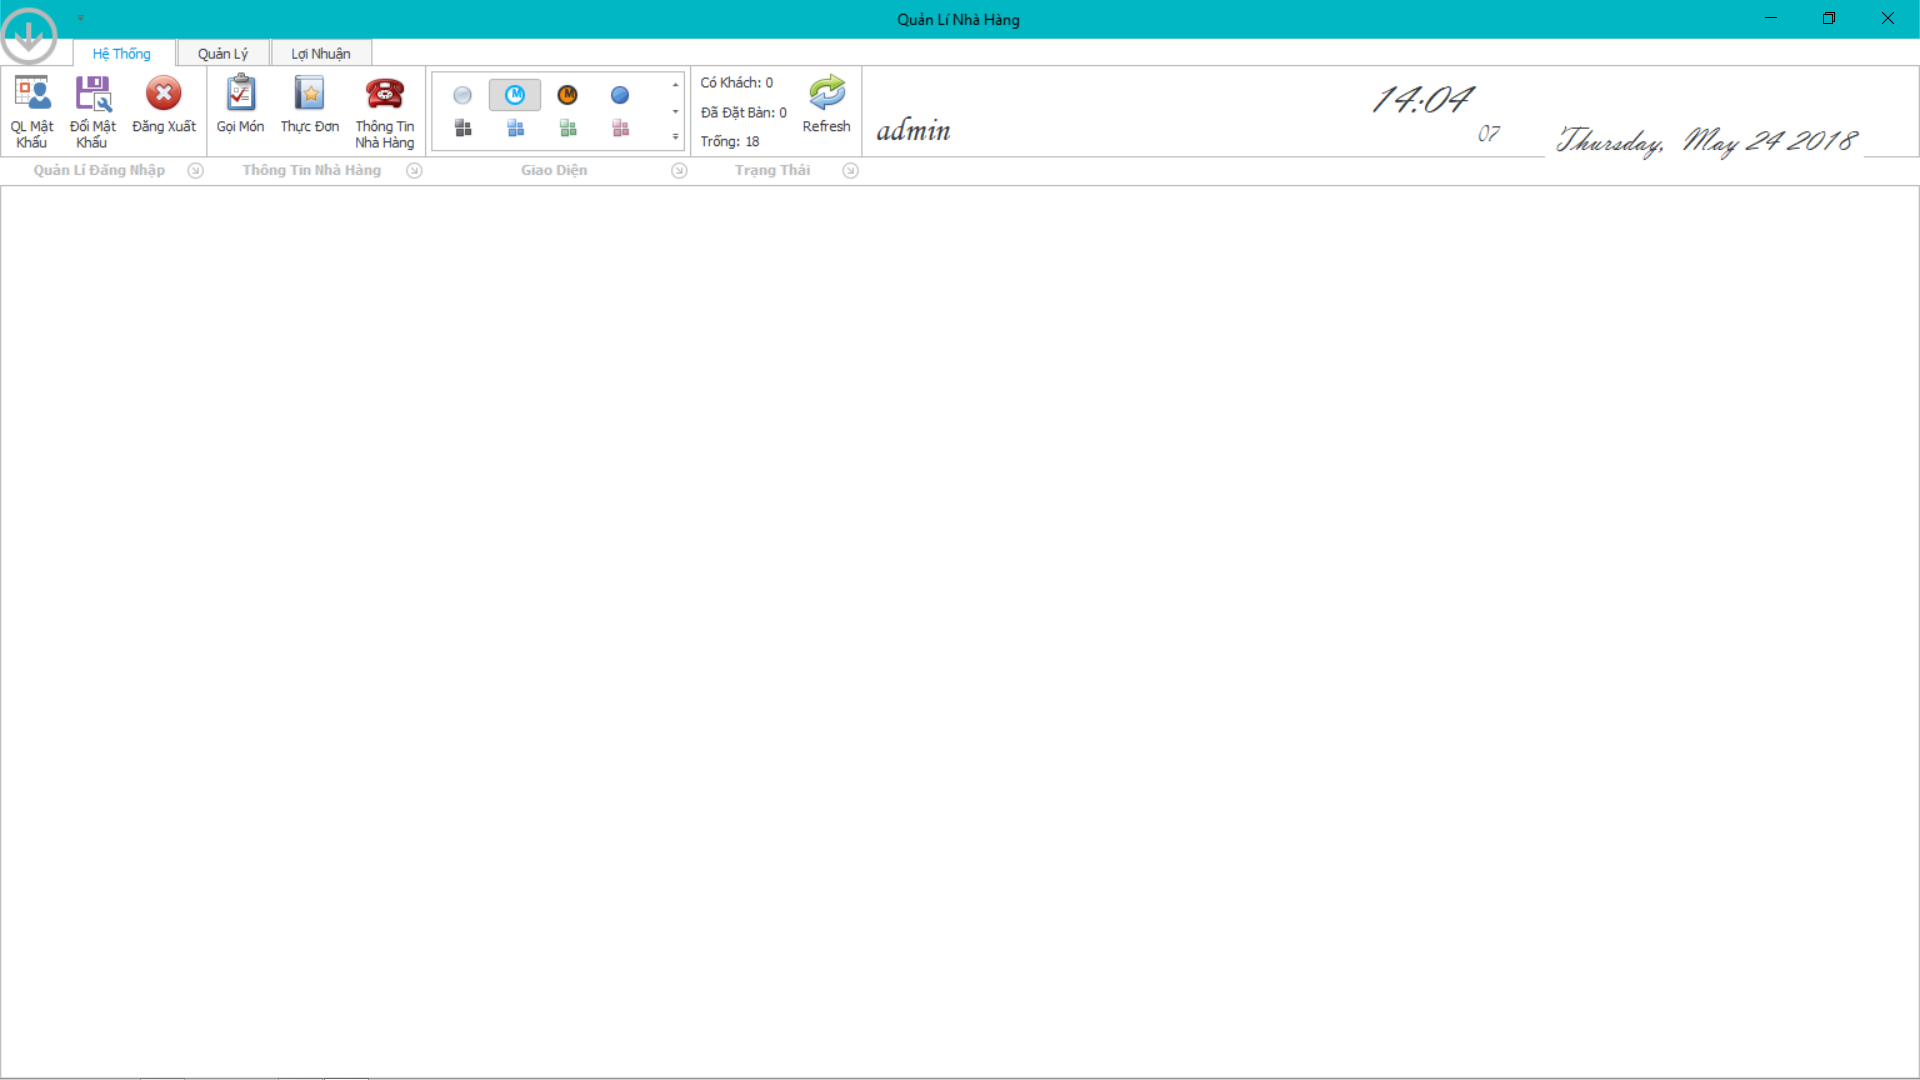 Quản Lí Nhà Hàng
Hệ Thống Quản Lý Lợi Nhuận
QL Mật Khẩu
Đổi Mật Khẩu
Đăng Xuất
Gọi Món
Thực Đơn
Thông Tin Nhà Hàng
M M
Có Khách: 0
Đã Đặt Bàn: 0
Trống: 18
Refresh
admin
14:04
07
Thursday, May 24 2018
Quản Lí Đăng Nhập
Thông Tin Nhà Hàng
Giao Diện
Trạng Thái